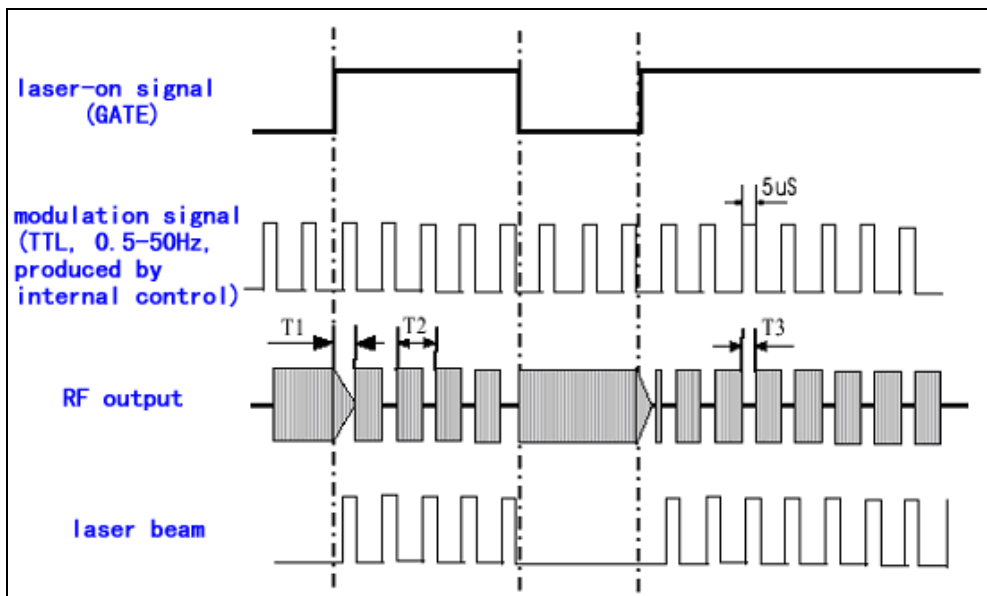 laser-on signal
(GATE)
5uS
modulation signal
(TTL, 0.5-50Hz,
produced by
internal control)
T1
T2
T3
RF output
laser beam